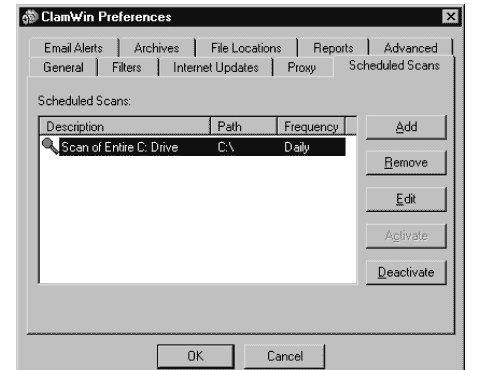 ClamWin Preferences
Email Alerts Archives File Locations Reports Advanced
General Filters Internet Updates Proxy Scheduled Scans
Scheduled Scans:
Description Path Frequency
Scan of Entire C: Drive C:\ Daily
Add
Remove
Edit
Activate
Deactivate
OK Cancel